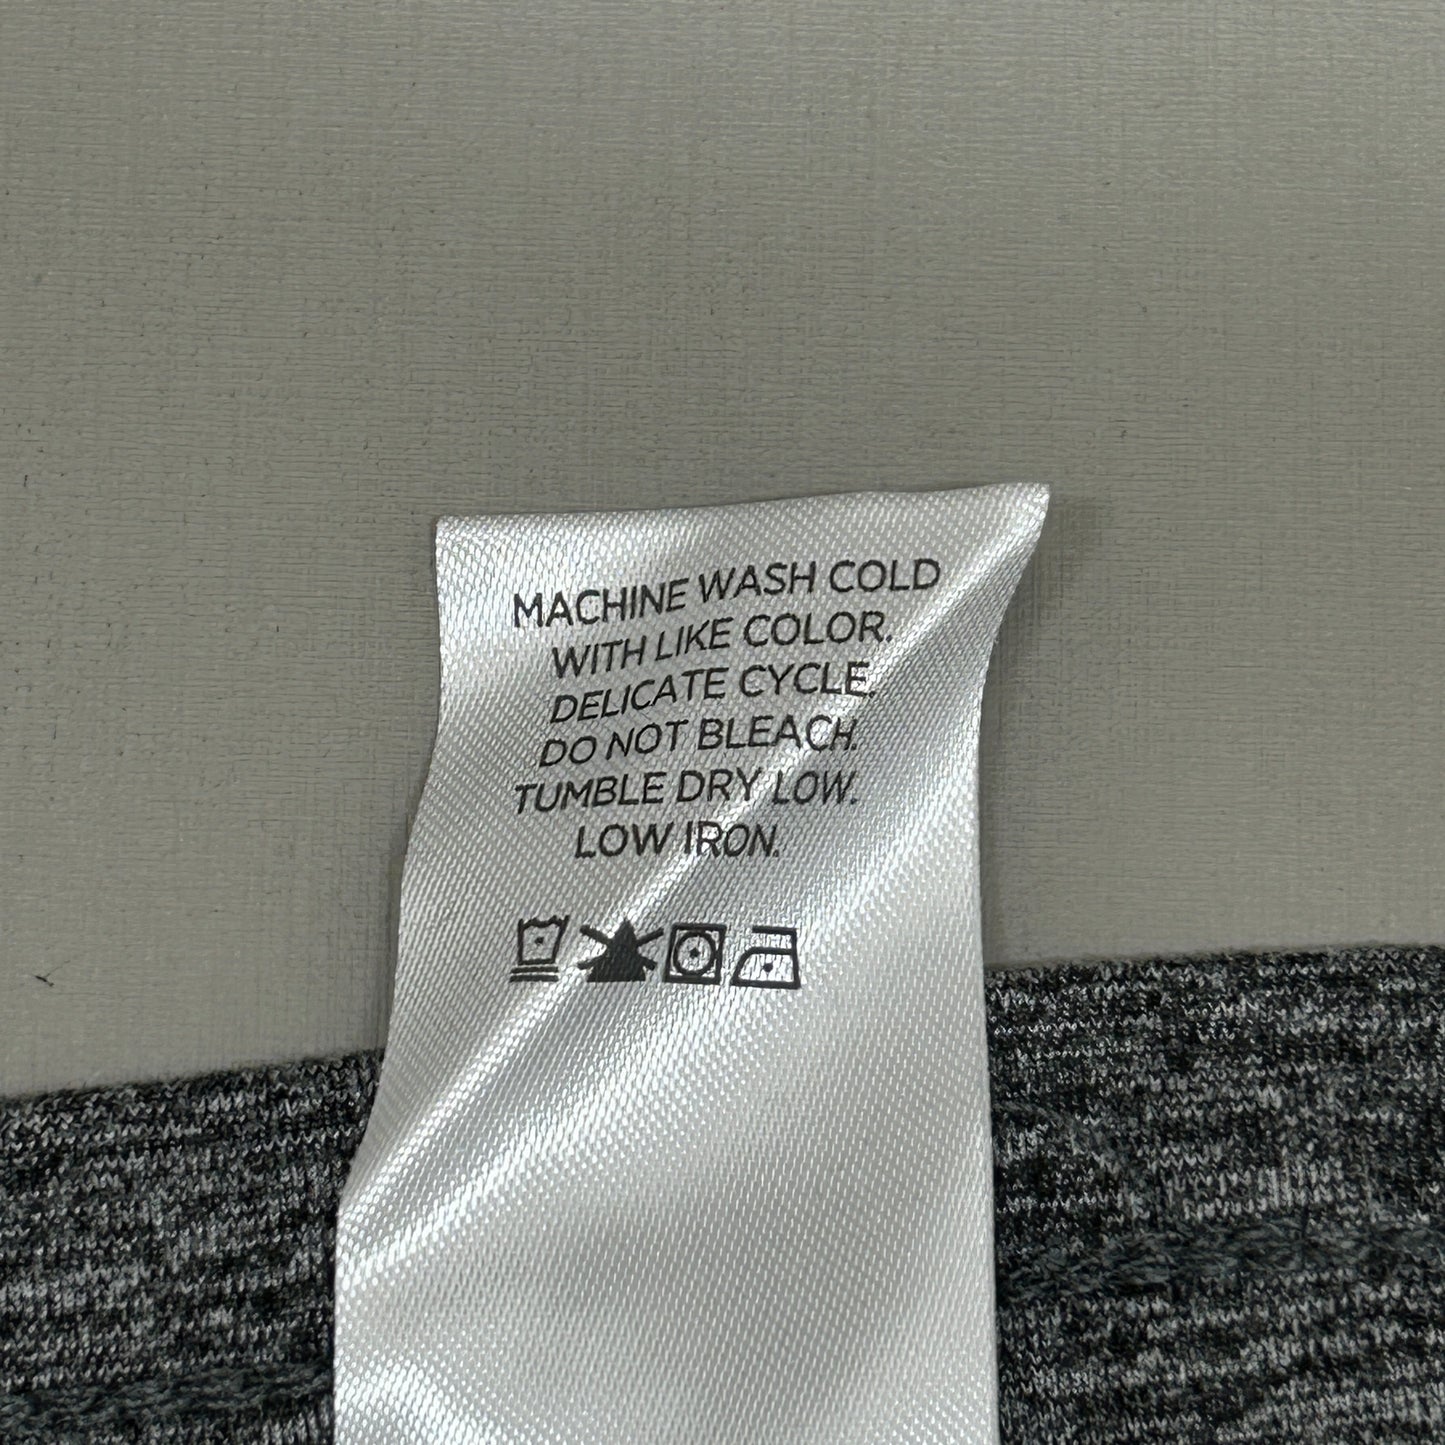 MACHINE WASH COLD
WITH LIKE COLOR.
DELICATE CYCLE.
DO NOT BLEACH.
TUMBLE DRY LOW.
LOW IRON.